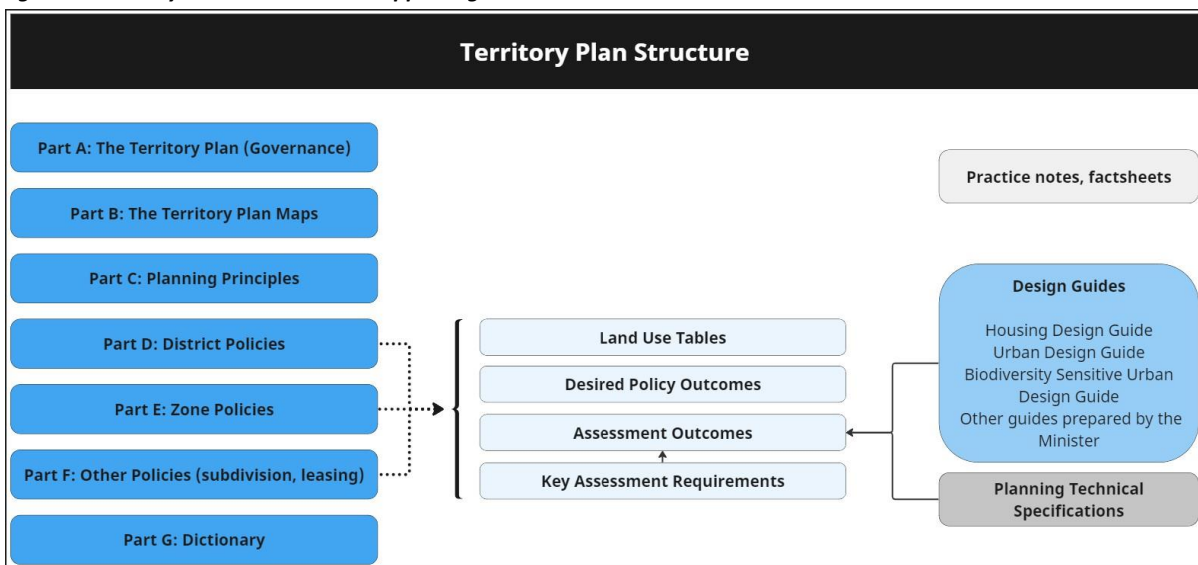 Territory Plan Structure
Part A: The Territory Plan (Governance)
Part B: The Territory Plan Maps
Part C: Planning Principles
Part D: District Policies
Part E: Zone Policies
Part F: Other Policies (subdivision, leasing)
Part G: Dictionary
Land Use Tables
Desired Policy Outcomes
Assessment Outcomes
Key Assessment Requirements
Practice notes, factsheets
Design Guides
Housing Design Guide
Urban Design Guide
Biodiversity Sensitive Urban
Design Guide
Other guides prepared by the
Minister
Planning Technical
Specifications